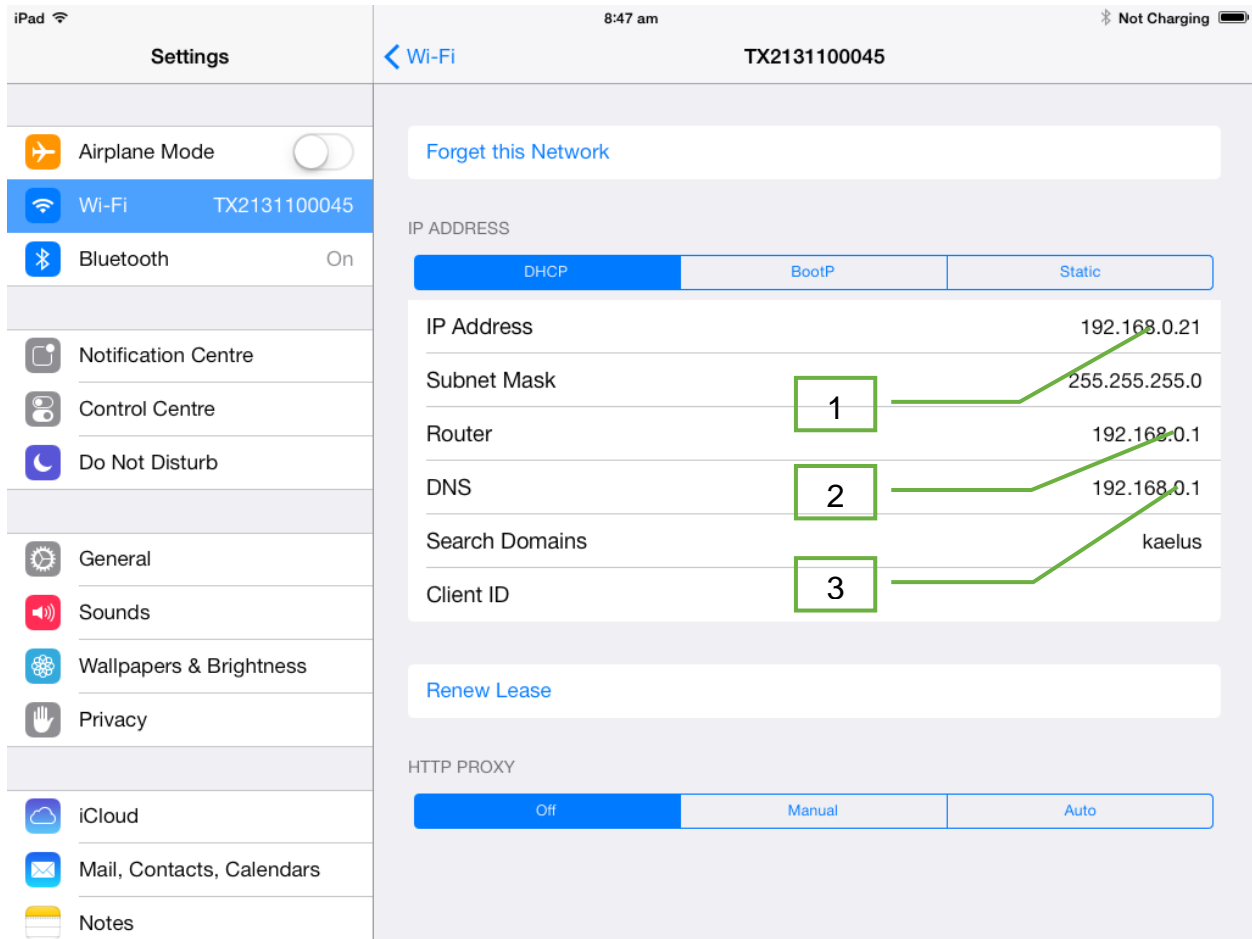 iPad 8:47 am Not Charging
Settings
Wi-Fi TX2131100045
Airplane Mode
Wi-Fi TX2131100045
Bluetooth On
Notification Centre
Control Centre
Do Not Disturb
General
Sounds
Wallpapers & Brightness
Privacy
iCloud
Mail, Contacts, Calendars
Notes
Forget this Network
IP ADDRESS
DHCP BootP Static
IP Address 192.168.0.21
Subnet Mask 255.255.255.0
1
Router 192.168.0.1
DNS 192.168.0.1
2
Search Domains kaelus
Client ID
3
Renew Lease
HTTP PROXY
Off Manual Auto